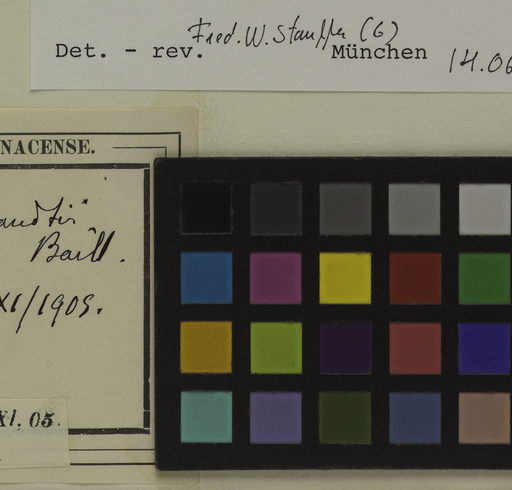 Fred. W. Stauffer (G)
Det. - rev. München 14.06
NACENSE.
Baill.
XI/1905.
XI. 05.